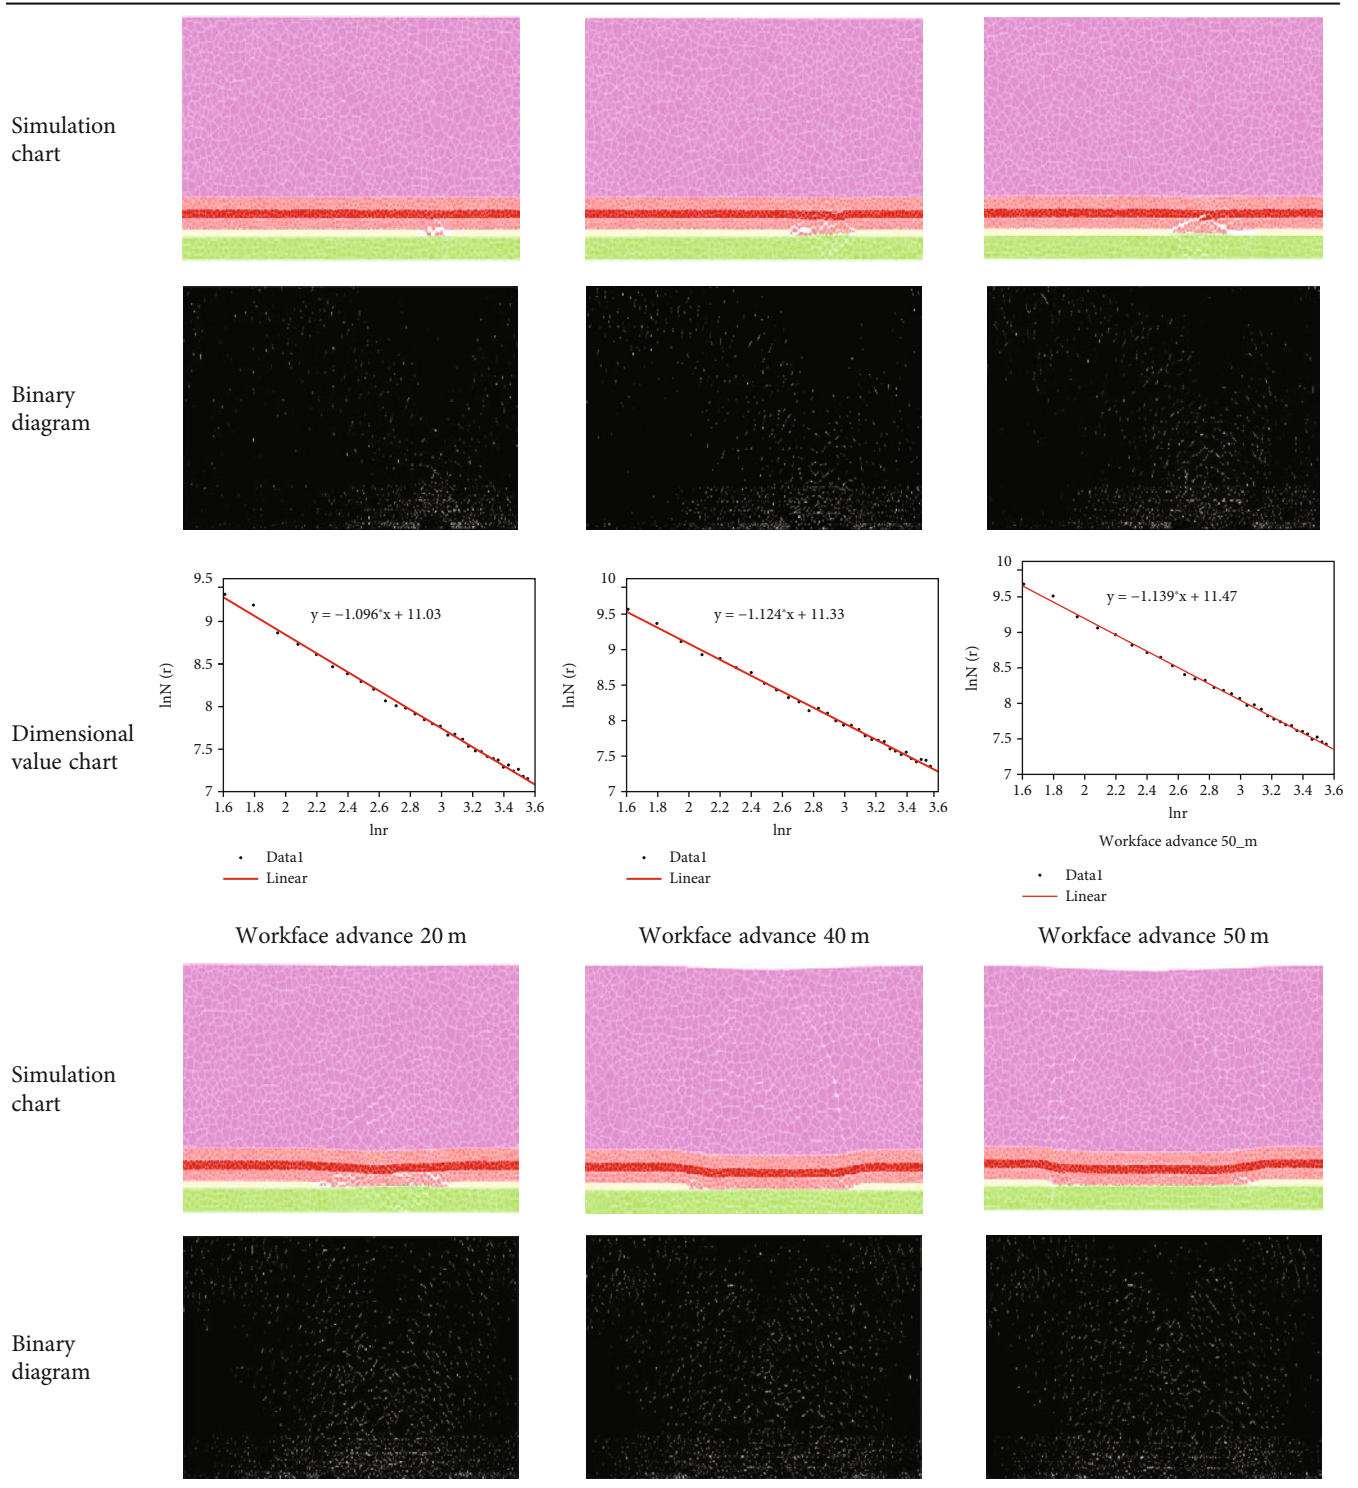 Simulation
chart
Binary
diagram
Dimensional
value chart
lnN (r)
9.5
9
8.5
8
7.5
7
y = −1.096*x + 11.03
1.6 1.8 2 2.2 2.4 2.6 2.8 3 3.2 3.4 3.6
lnr
Data1
Linear
lnN (r)
10
9.5
9
8.5
8
7.5
7
y = −1.124*x + 11.33
1.6 1.8 2 2.2 2.4 2.6 2.8 3 3.2 3.4 3.6
lnr
Data1
Linear
lnN (r)
10
9.5
9
8.5
8
7.5
7
y = −1.139*x + 11.47
1.6 1.8 2 2.2 2.4 2.6 2.8 3 3.2 3.4 3.6
lnr
Workface advance 50_m
Data1
Linear
Workface advance 20 m
Workface advance 40 m
Workface advance 50 m
Simulation
chart
Binary
diagram